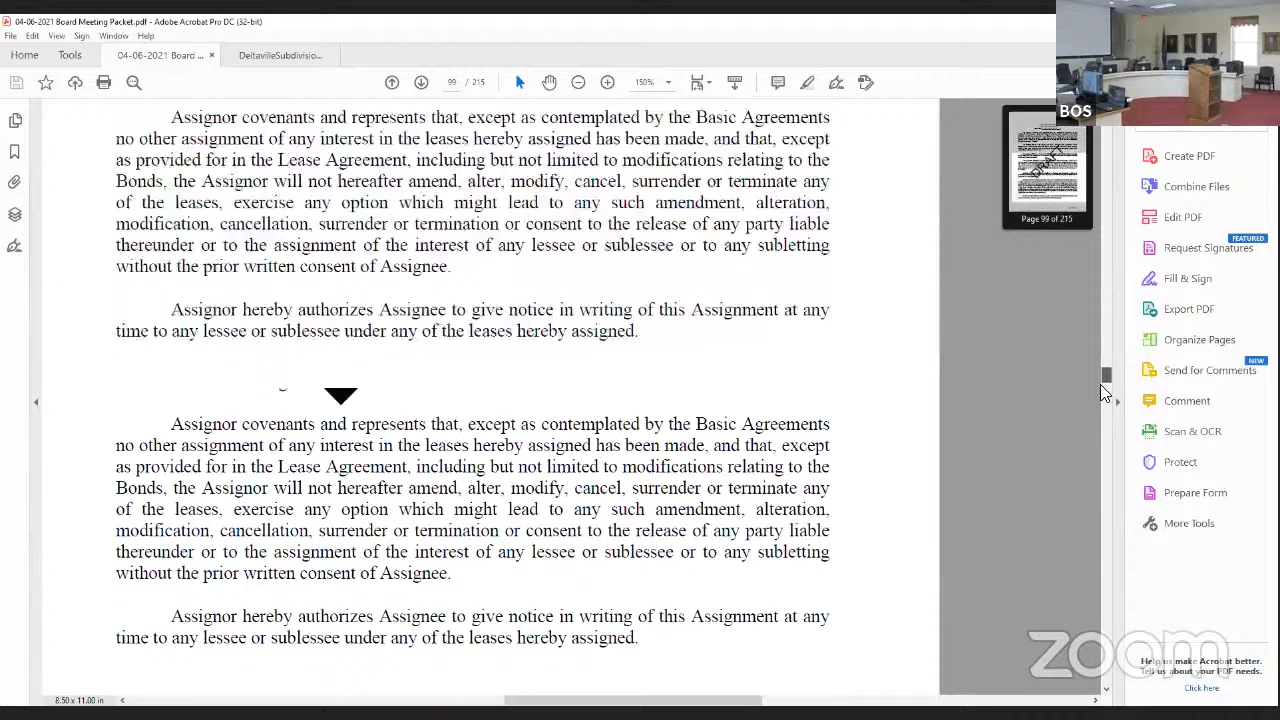 04-06-2021 Board Meeting Packet.pdf - Adobe Acrobat Pro DC (32-bit)
File Edit View Sign Window Help
Home Tools 04-06-2021 Board ... × DeltavilleSubdivisio...
99 / 215 150%
Assignor covenants and represents that, except as contemplated by the Basic Agreements
no other assignment of any interest in the leases hereby assigned has been made, and that, except
as provided for in the Lease Agreement, including but not limited to modifications relating to the
Bonds, the Assignor will not hereafter amend, alter, modify, cancel, surrender or terminate any
of the leases, exercise any option which might lead to any such amendment, alteration,
modification, cancellation, surrender or termination or consent to the release of any party liable
thereunder or to the assignment of the interest of any lessee or sublessee or to any subletting
without the prior written consent of Assignee.
Assignor hereby authorizes Assignee to give notice in writing of this Assignment at any
time to any lessee or sublessee under any of the leases hereby assigned.
Assignor covenants and represents that, except as contemplated by the Basic Agreements
no other assignment of any interest in the leases hereby assigned has been made, and that, except
as provided for in the Lease Agreement, including but not limited to modifications relating to the
Bonds, the Assignor will not hereafter amend, alter, modify, cancel, surrender or terminate any
of the leases, exercise any option which might lead to any such amendment, alteration,
modification, cancellation, surrender or termination or consent to the release of any party liable
thereunder or to the assignment of the interest of any lessee or sublessee or to any subletting
without the prior written consent of Assignee.
Assignor hereby authorizes Assignee to give notice in writing of this Assignment at any
time to any lessee or sublessee under any of the leases hereby assigned.
8.50 x 11.00 in
DRAFT
Page 99 of 215
BOS
Create PDF
Combine Files
Edit PDF
FEATURED
Request Signatures
Fill & Sign
Export PDF
Organize Pages
NEW
Send for Comments
Comment
Scan & OCR
Protect
Prepare Form
More Tools
zoom
Help us make Acrobat better.
Tell us about your PDF needs.
Click here